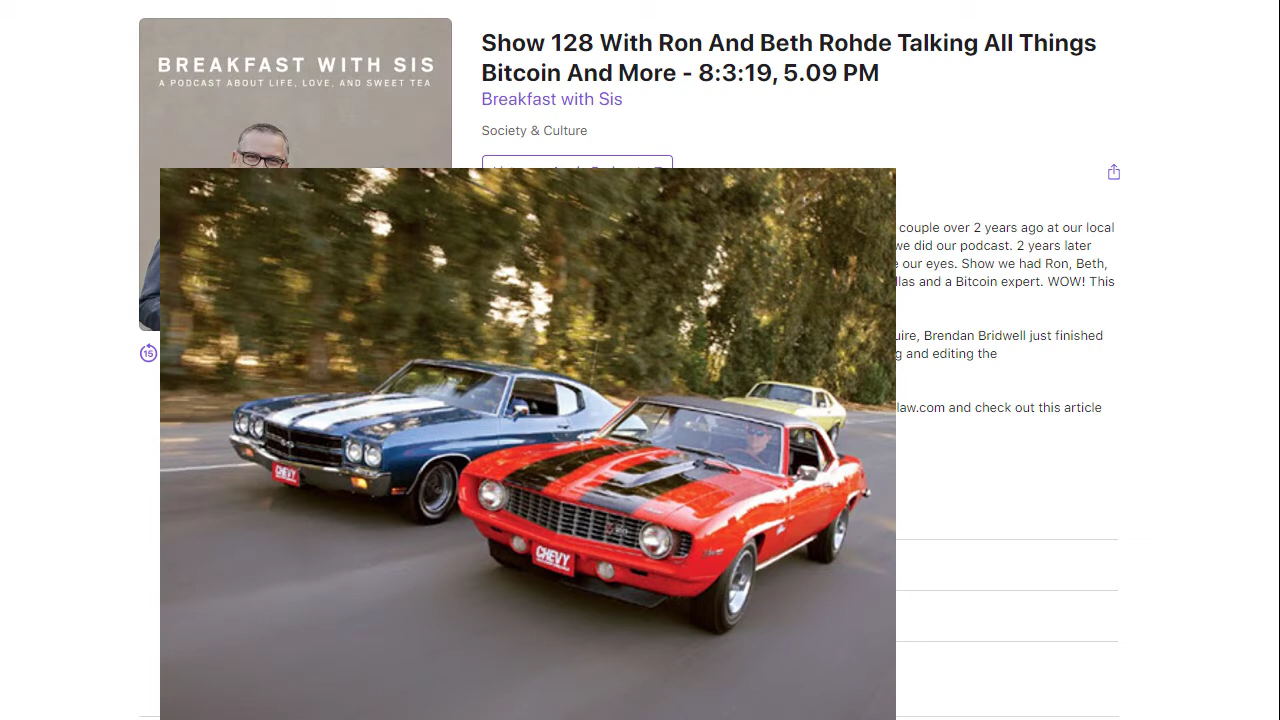 BREAKFAST WITH SIS
A PODCAST ABOUT LIFE, LOVE, AND SWEET TEA
Show 128 With Ron And Beth Rohde Talking All Things
Bitcoin And More - 8:3:19, 5.09 PM
Breakfast with Sis
Society & Culture
couple over 2 years ago at our local
we did our podcast. 2 years later
our eyes. Show we had Ron, Beth,
and a Bitcoin expert. WOW! This
Brendan Bridwell just finished
and editing the
law.com and check out this article
15
CHEVY
CHEVY